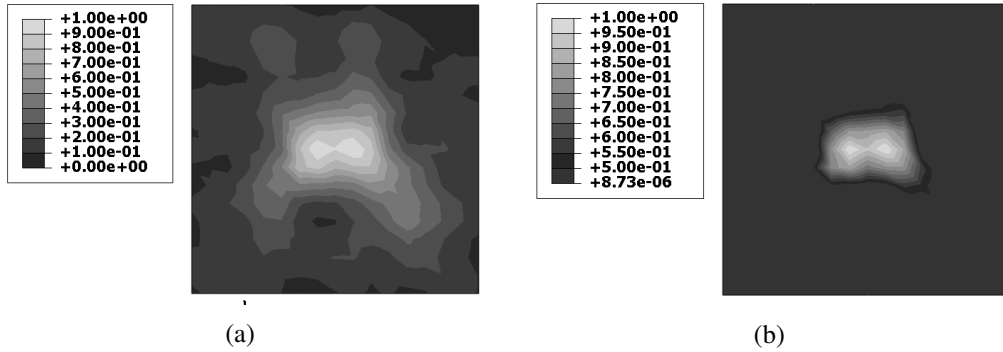 +1.00e+00
+9.00e-01
+8.00e-01
+7.00e-01
+6.00e-01
+5.00e-01
+4.00e-01
+3.00e-01
+2.00e-01
+1.00e-01
+0.00e+00
(a)
+1.00e+00
+9.50e-01
+9.00e-01
+8.50e-01
+8.00e-01
+7.50e-01
+7.00e-01
+6.50e-01
+6.00e-01
+5.50e-01
+5.00e-01
+8.73e-06
(b)